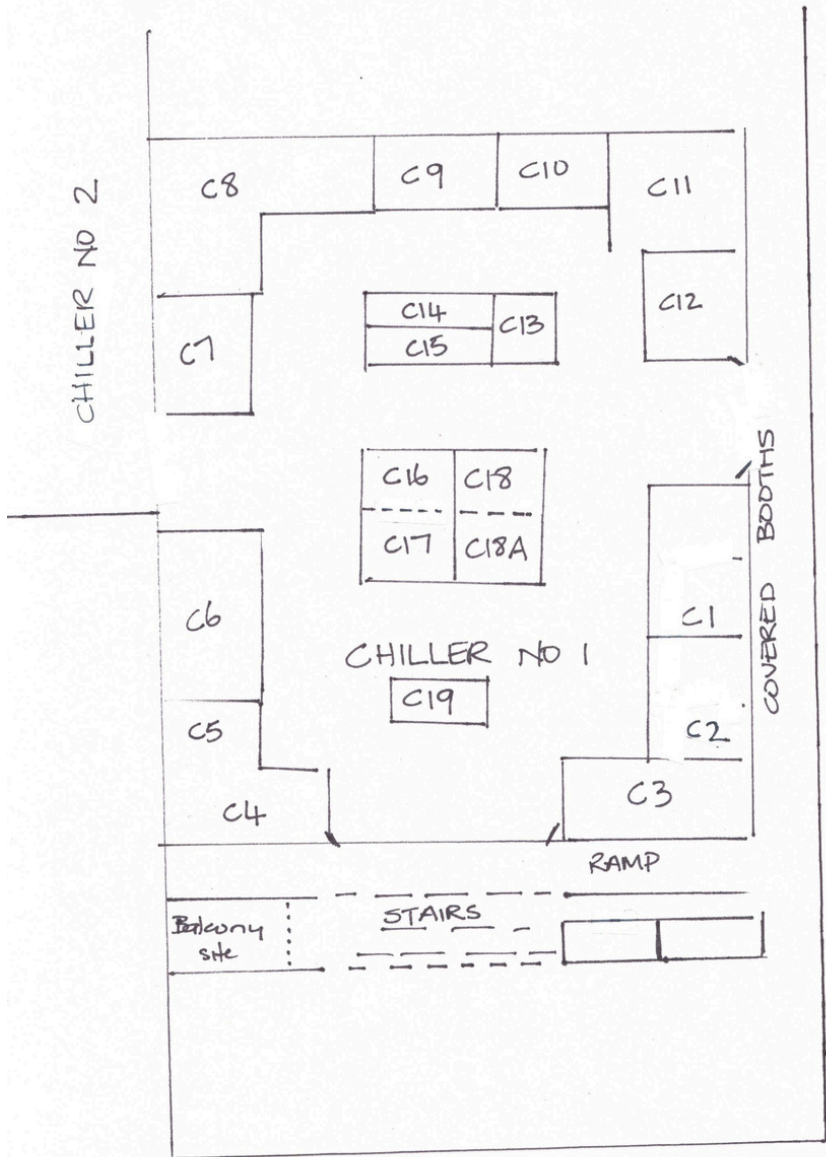 C8
C9
C10
C11
CHILLER NO 2
C12
C14
C13
C15
C7
C16
C18
C17
C18A
COVERED BOOTHS
C6
C1
CHILLER NO 1
C19
C5
C2
C4
C3
RAMP
Balcony
site
STAIRS